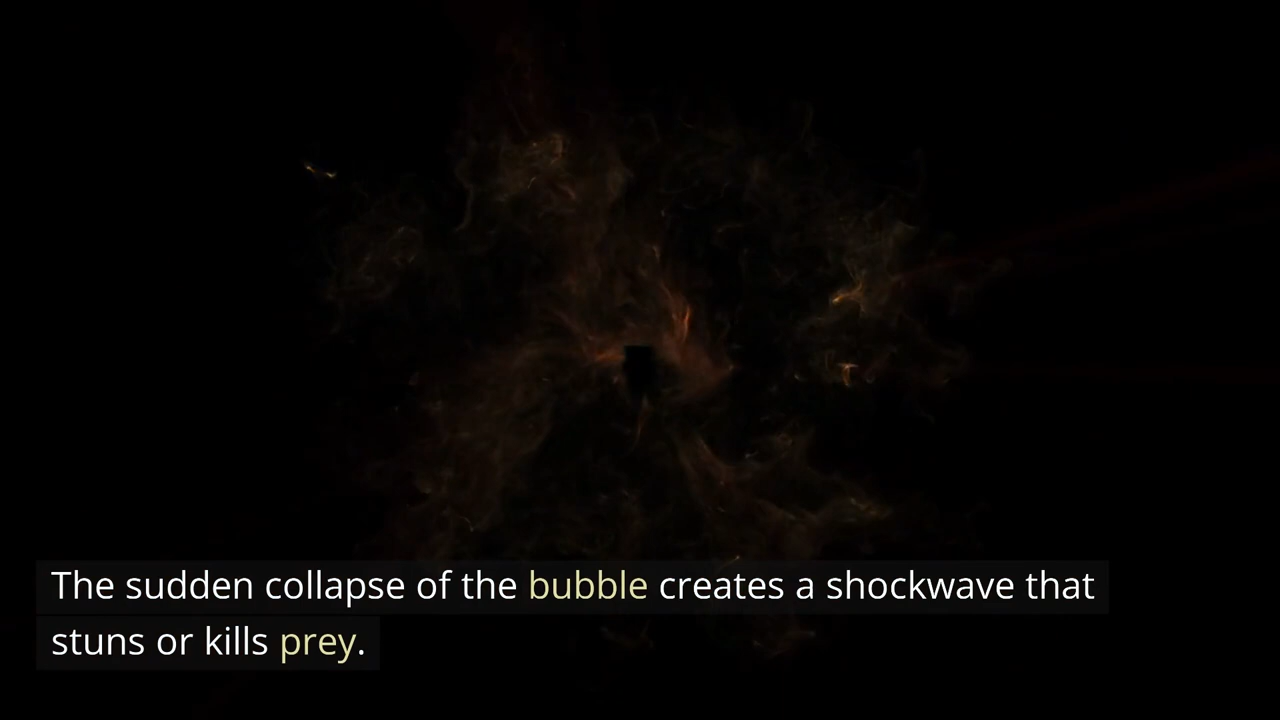 The sudden collapse of the bubble creates a shockwave that
stuns or kills prey.